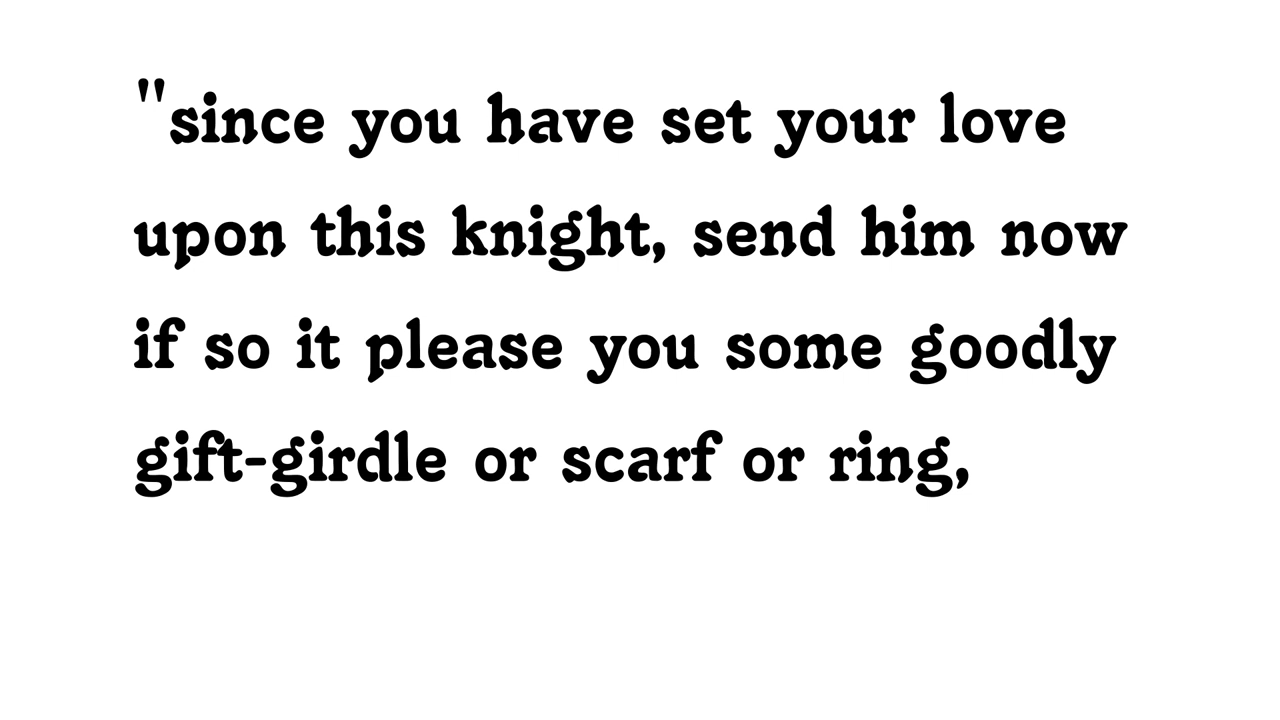 "since you have set your love
upon this knight, send him now
if so it please you some goodly
gift-girdle or scarf or ring,